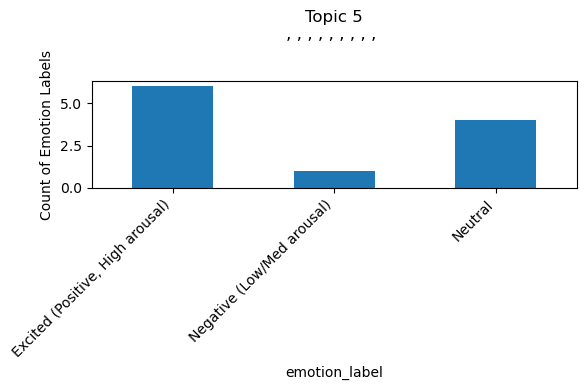 Topic 5
, , , , , , , , ,
Count of Emotion Labels
5.0
2.5
0.0
Excited (Positive, High arousal)
Negative (Low/Med arousal)
Neutral
emotion_label